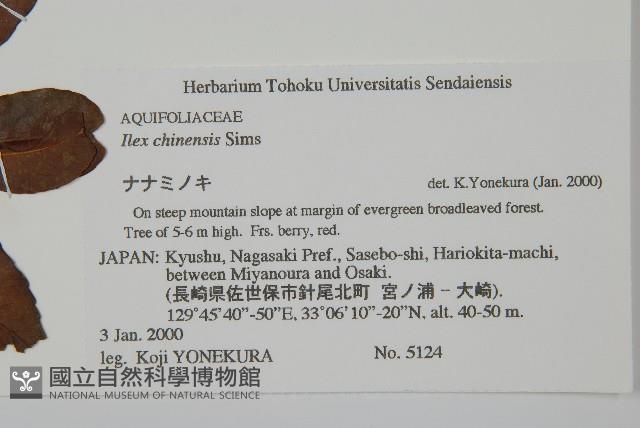 Herbarium Tohoku Universitatis Sendaiensis
AQUIFOLIACEAE
Ilex chinensis Sims
ナナミノキ det. K.Yonekura (Jan. 2000)
On steep mountain slope at margin of evergreen broadleaved forest.
Tree of 5-6 m high. Frs. berry, red.
JAPAN: Kyushu, Nagasaki Pref., Sasebo-shi, Hariokita-machi,
between Miyanoura and Osaki.
(長崎県佐世保市針尾北町 宮ノ浦 - 大崎).
129˚45'40"-50"E, 33˚06'10"-20"N, alt. 40-50 m.
3 Jan. 2000
leg. Koji YONEKURA No. 5124
國立自然科學博物館
NATIONAL MUSEUM OF NATURAL SCIENCE